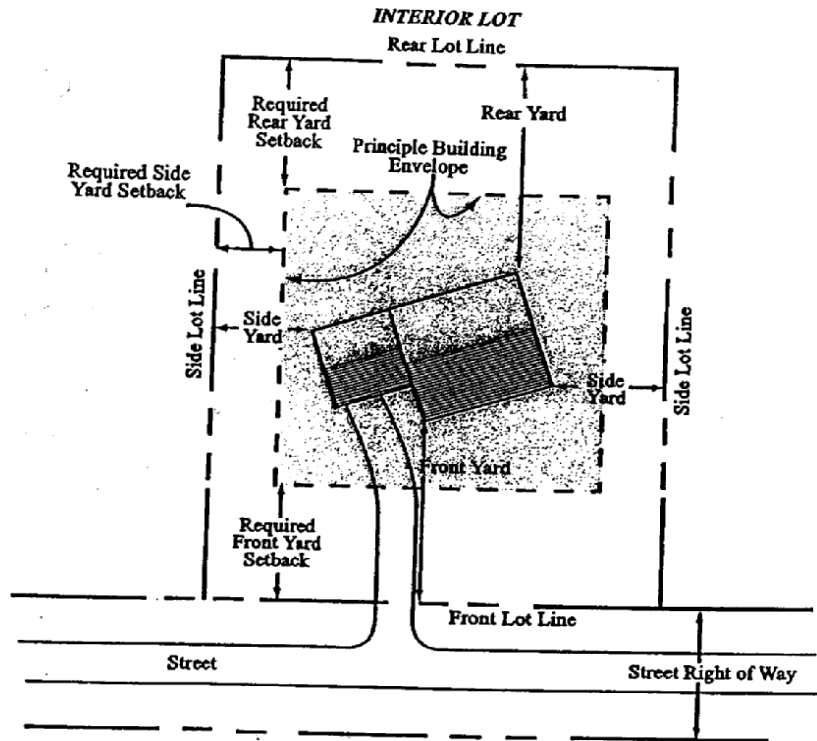 INTERIOR LOT
Rear Lot Line
Required
Rear Yard
Setback
Rear Yard
Principle Building
Envelope
Required Side
Yard Setback
Side Lot Line
Side
Yard
Side
Yard
Side Lot Line
Front Yard
Required
Front Yard
Setback
Front Lot Line
Street
Street Right of Way